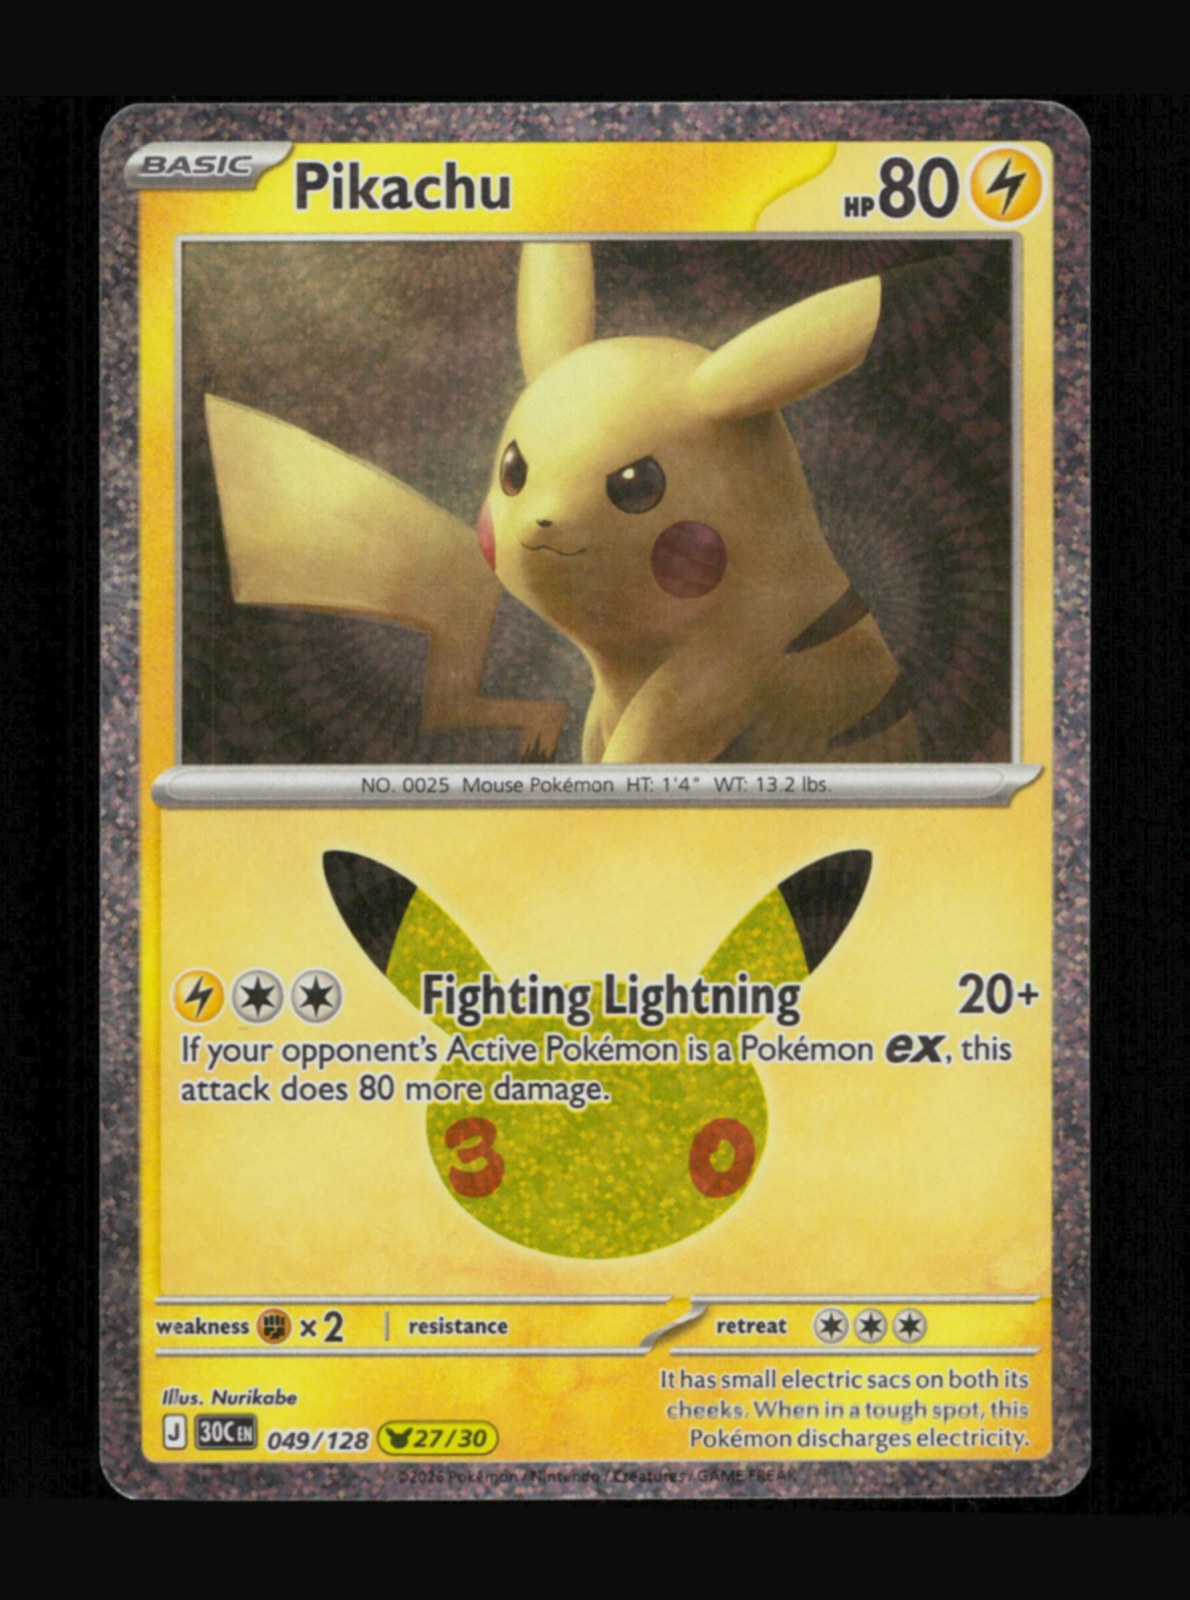 BASIC
Pikachu
HP 80
NO. 0025 Mouse Pokémon HT: 1'4" WT: 13.2 lbs.
Fighting Lightning 20+
If your opponent's Active Pokémon is a Pokémon ex, this
attack does 80 more damage.
3 0
weakness ×2 resistance retreat
Illus. Nurikabe
It has small electric sacs on both its
cheeks. When in a tough spot, this
Pokémon discharges electricity.
J 30C EN 049/128 27/30
©2026 Pokémon / Nintendo / Creatures / GAME FREAK